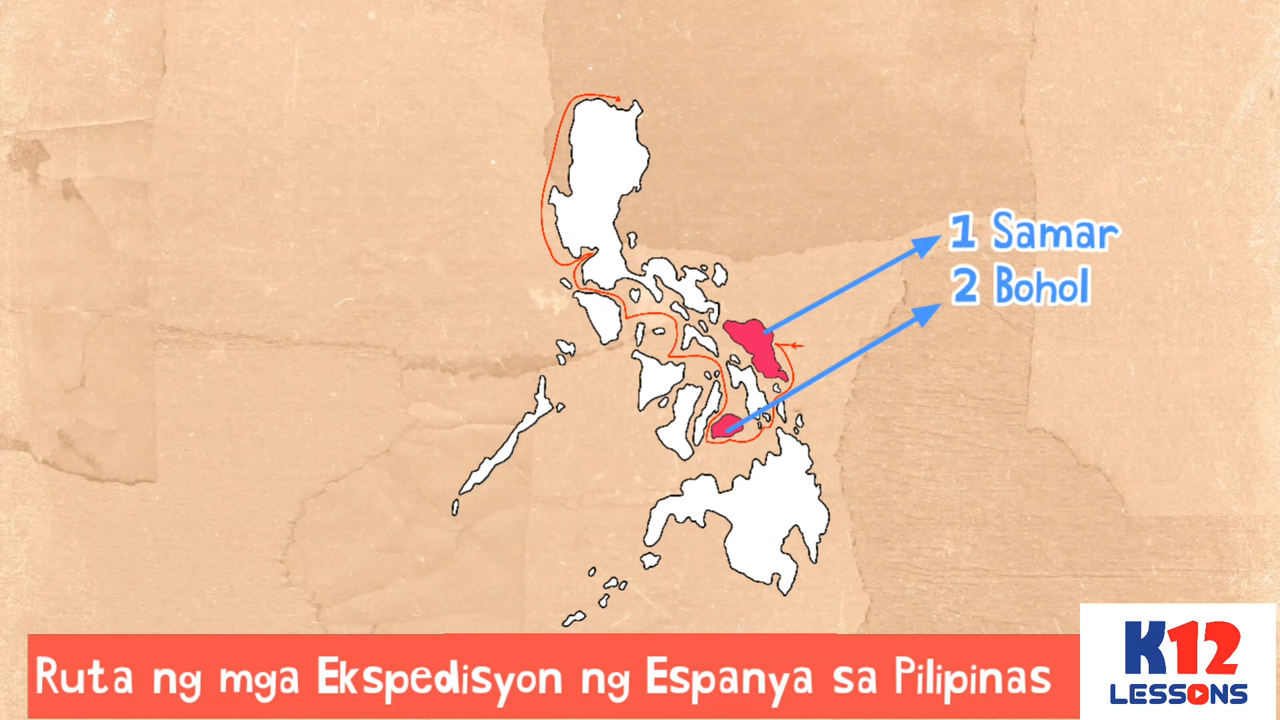 1 Samar
2 Bohol
Ruta ng mga Ekspedisyon ng Espanya sa Pilipinas
K12
LESSONS